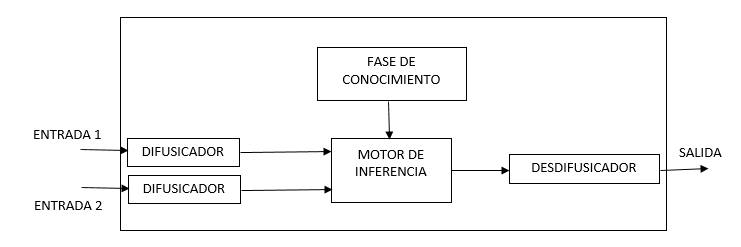 FASE DE
CONOCIMIENTO
ENTRADA 1
DIFUSICADOR
MOTOR DE
INFERENCIA
DESDIFUSICADOR
SALIDA
DIFUSICADOR
ENTRADA 2